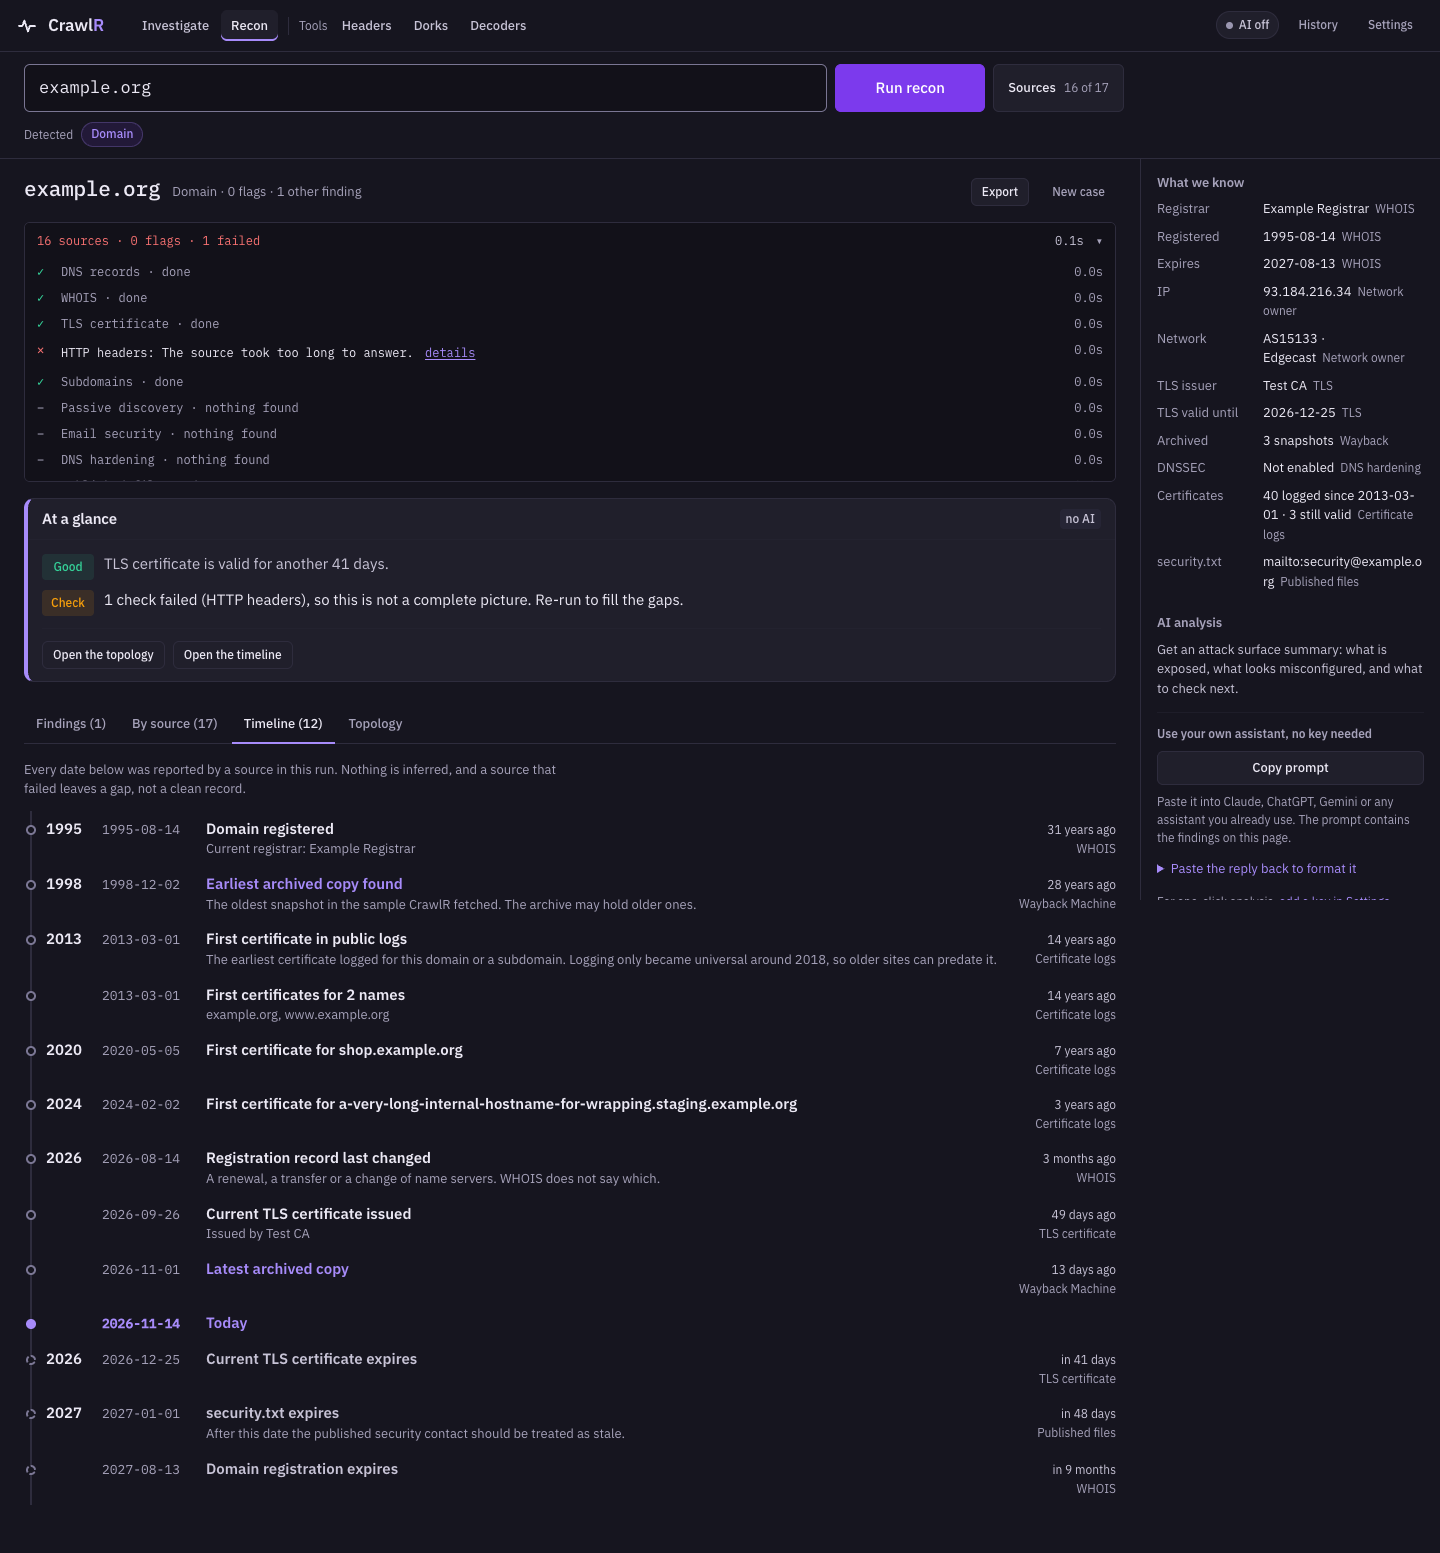 CrawlR
Investigate
Recon
Tools
Headers
Dorks
Decoders
AI off
History
Settings
example.org
Run recon
Sources 16 of 17
Detected Domain
example.org Domain · 0 flags · 1 other finding
Export
New case
16 sources · 0 flags · 1 failed 0.1s ▾
✓ DNS records · done 0.0s
✓ WHOIS · done 0.0s
✓ TLS certificate · done 0.0s
× HTTP headers: The source took too long to answer. details 0.0s
✓ Subdomains · done 0.0s
– Passive discovery · nothing found 0.0s
– Email security · nothing found 0.0s
– DNS hardening · nothing found 0.0s
At a glance no AI
Good TLS certificate is valid for another 41 days.
Check 1 check failed (HTTP headers), so this is not a complete picture. Re-run to fill the gaps.
Open the topology
Open the timeline
Findings (1)
By source (17)
Timeline (12)
Topology
Every date below was reported by a source in this run. Nothing is inferred, and a source that
failed leaves a gap, not a clean record.
1995 1995-08-14 Domain registered 31 years ago
Current registrar: Example Registrar WHOIS
1998 1998-12-02 Earliest archived copy found 28 years ago
The oldest snapshot in the sample CrawlR fetched. The archive may hold older ones. Wayback Machine
2013 2013-03-01 First certificate in public logs 14 years ago
The earliest certificate logged for this domain or a subdomain. Logging only became universal around 2018, so older sites can predate it. Certificate logs
2013-03-01 First certificates for 2 names 14 years ago
example.org, www.example.org Certificate logs
2020 2020-05-05 First certificate for shop.example.org 7 years ago
Certificate logs
2024 2024-02-02 First certificate for a-very-long-internal-hostname-for-wrapping.staging.example.org 3 years ago
Certificate logs
2026 2026-08-14 Registration record last changed 3 months ago
A renewal, a transfer or a change of name servers. WHOIS does not say which. WHOIS
2026-09-26 Current TLS certificate issued 49 days ago
Issued by Test CA TLS certificate
2026-11-01 Latest archived copy 13 days ago
Wayback Machine
2026-11-14 Today
2026 2026-12-25 Current TLS certificate expires in 41 days
TLS certificate
2027 2027-01-01 security.txt expires in 48 days
After this date the published security contact should be treated as stale. Published files
2027-08-13 Domain registration expires in 9 months
WHOIS
What we know
Registrar Example Registrar WHOIS
Registered 1995-08-14 WHOIS
Expires 2027-08-13 WHOIS
IP 93.184.216.34 Network
owner
Network AS15133 ·
Edgecast Network owner
TLS issuer Test CA TLS
TLS valid until 2026-12-25 TLS
Archived 3 snapshots Wayback
DNSSEC Not enabled DNS hardening
Certificates 40 logged since 2013-03-
01 · 3 still valid Certificate
logs
security.txt mailto:security@example.o
rg Published files
AI analysis
Get an attack surface summary: what is
exposed, what looks misconfigured, and what
to check next.
Use your own assistant, no key needed
Copy prompt
Paste it into Claude, ChatGPT, Gemini or any
assistant you already use. The prompt contains
the findings on this page.
▶ Paste the reply back to format it
For one-click analysis, add a key in Settings